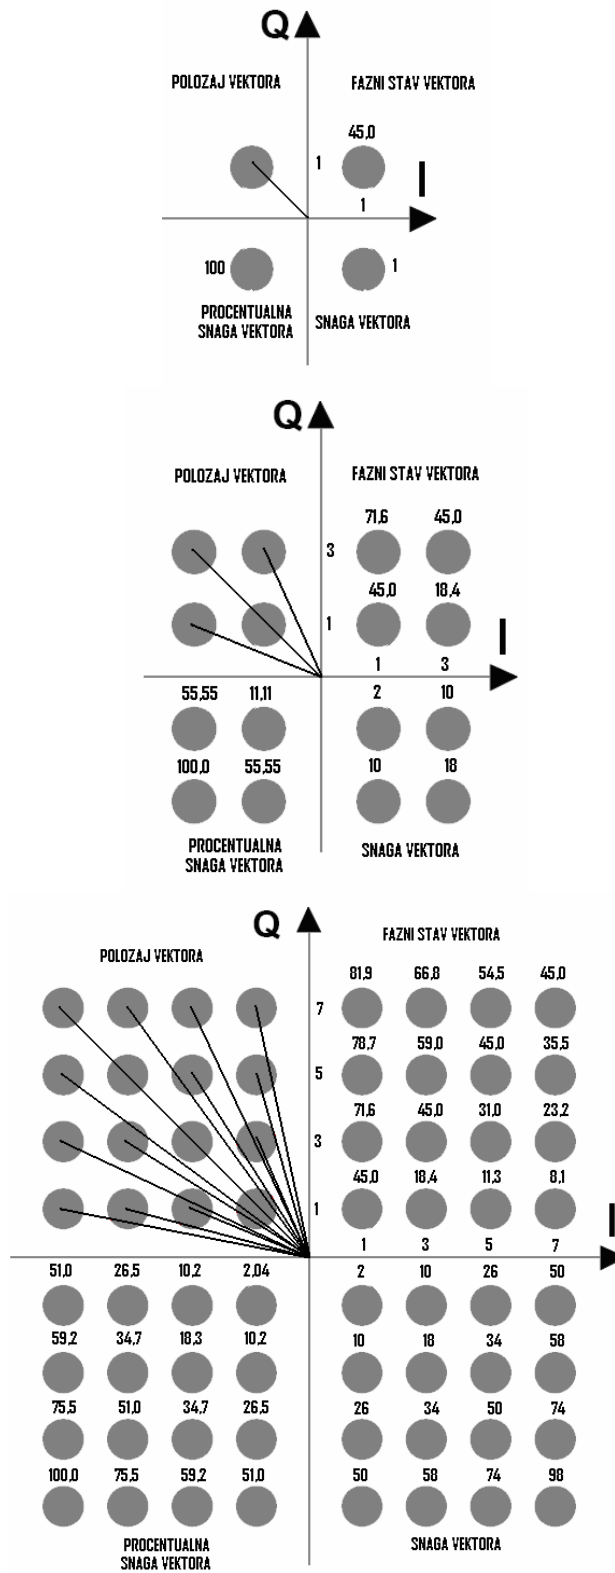 Q
POLOZAJ VEKTORA FAZNI STAV VEKTORA
45,0
1
I
1
100 1
PROCENTUALNA
SNAGA VEKTORA
SNAGA VEKTORA
Q
POLOZAJ VEKTORA FAZNI STAV VEKTORA
71,6 45,0
3
45,0 18,4
1
I
1 3
55,55 11,11 2 10
100,0 55,55 10 18
PROCENTUALNA
SNAGA VEKTORA
SNAGA VEKTORA
Q
FAZNI STAV VEKTORA
POLOZAJ VEKTORA
81,9 66,8 54,5 45,0
7
78,7 59,0 45,0 35,5
5
71,6 45,0 31,0 23,2
3
45,0 18,4 11,3 8,1
1
I
1 3 5 7
51,0 26,5 10,2 2,04 2 10 26 50
59,2 34,7 18,3 10,2 10 18 34 58
75,5 51,0 34,7 26,5 26 34 50 74
100,0 75,5 59,2 51,0 50 58 74 98
PROCENTUALNA
SNAGA VEKTORA
SNAGA VEKTORA